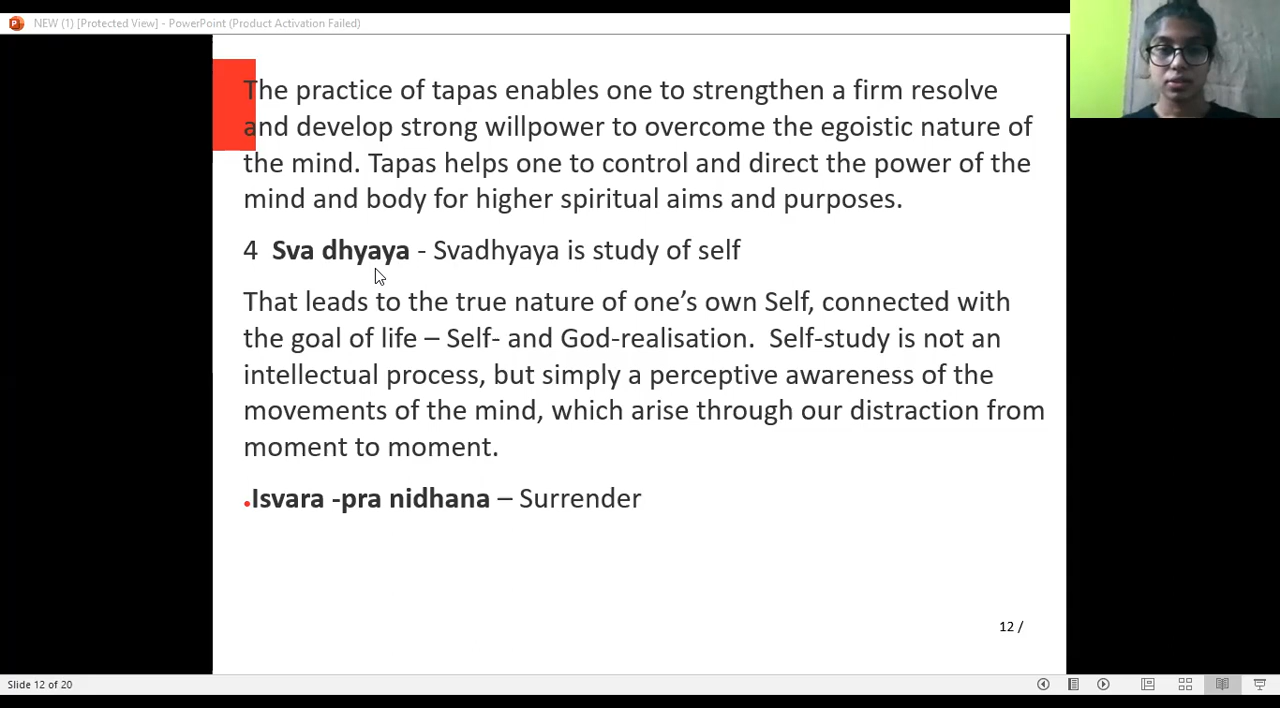 NEW (1) [Protected View] - PowerPoint (Product Activation Failed)
The practice of tapas enables one to strengthen a firm resolve
and develop strong willpower to overcome the egoistic nature of
the mind. Tapas helps one to control and direct the power of the
mind and body for higher spiritual aims and purposes.
4  Sva dhyaya - Svadhyaya is study of self
That leads to the true nature of one’s own Self, connected with
the goal of life – Self- and God-realisation.  Self-study is not an
intellectual process, but simply a perceptive awareness of the
movements of the mind, which arise through our distraction from
moment to moment.
•Isvara -pra nidhana – Surrender
12 /
Slide 12 of 20